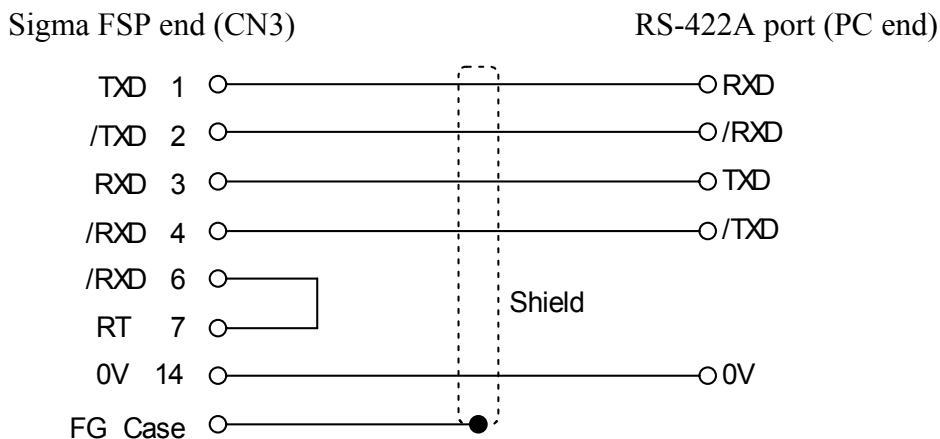 Sigma FSP end (CN3) RS-422A port (PC end)
TXD 1 RXD
/TXD 2 /RXD
RXD 3 TXD
/RXD 4 /TXD
/RXD 6
Shield
RT 7
0V 14 0V
FG Case